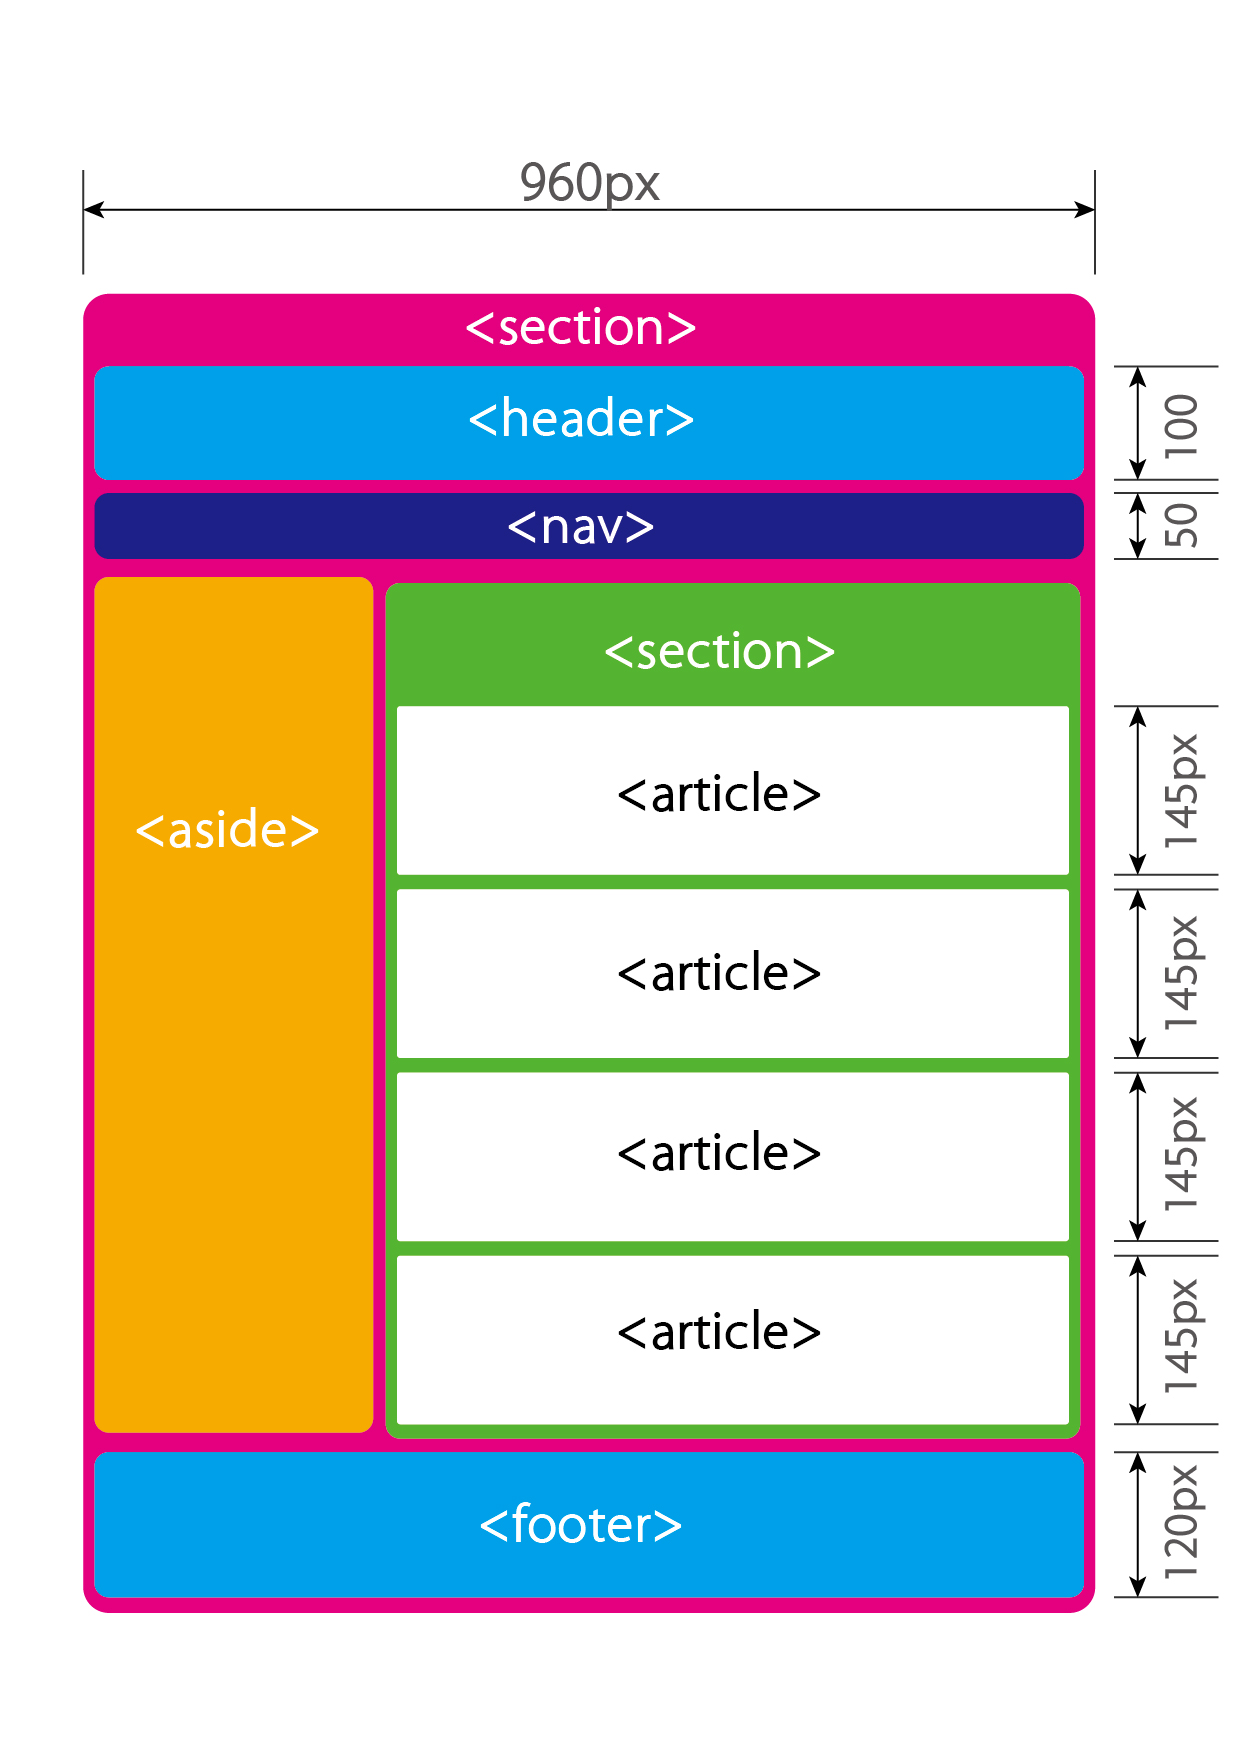 960px
<section>
<header>
100
<nav>
50
<aside>
<section>
<article>
145px
<article>
145px
<article>
145px
<article>
145px
<footer>
120px